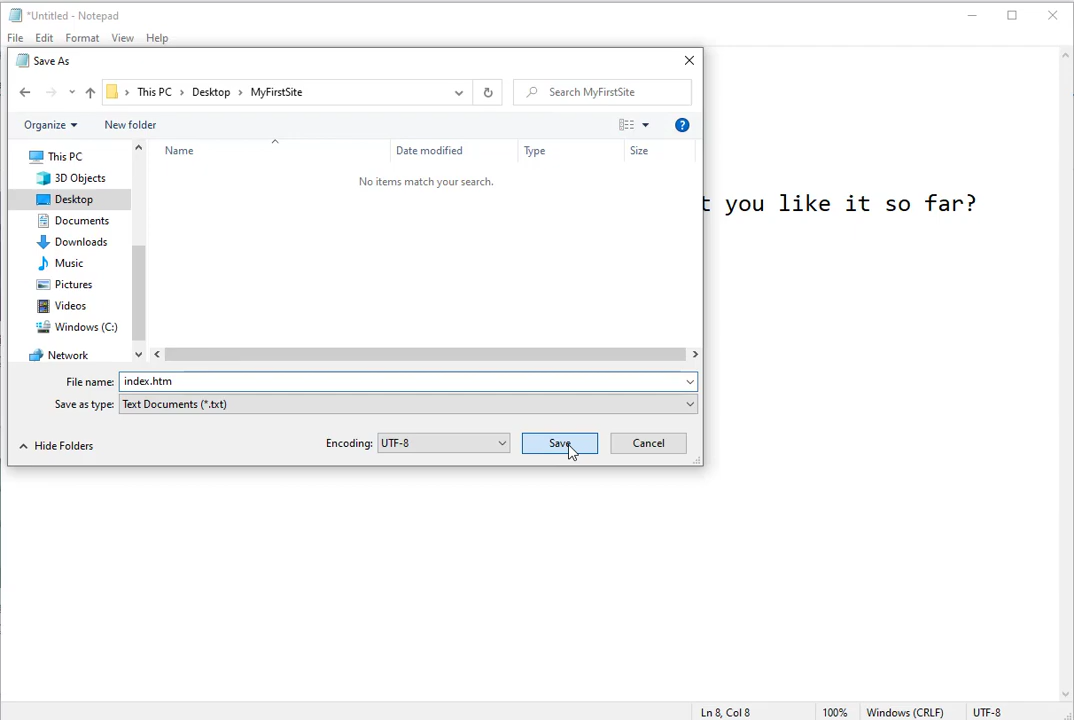 *Untitled - Notepad
File Edit Format View Help
Save As
This PC Desktop MyFirstSite
Search MyFirstSite
Organize New folder
Name Date modified Type Size
No items match your search.
This PC
3D Objects
Desktop
Documents
Downloads
Music
Pictures
Videos
Windows (C:)
Network
t you like it so far?
File name: index.htm
Save as type: Text Documents (*.txt)
Hide Folders
Encoding: UTF-8
Save
Cancel
Ln 8, Col 8 100% Windows (CRLF) UTF-8